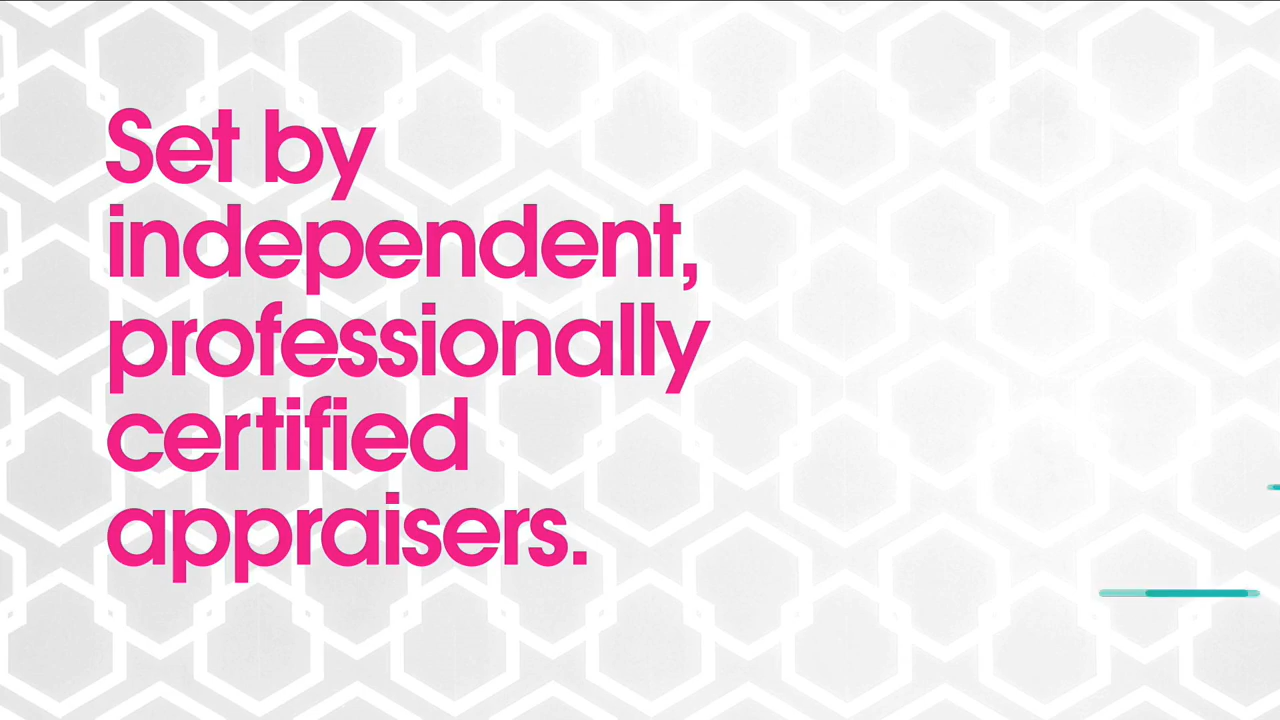 Set by
independent,
professionally
certified
appraisers.